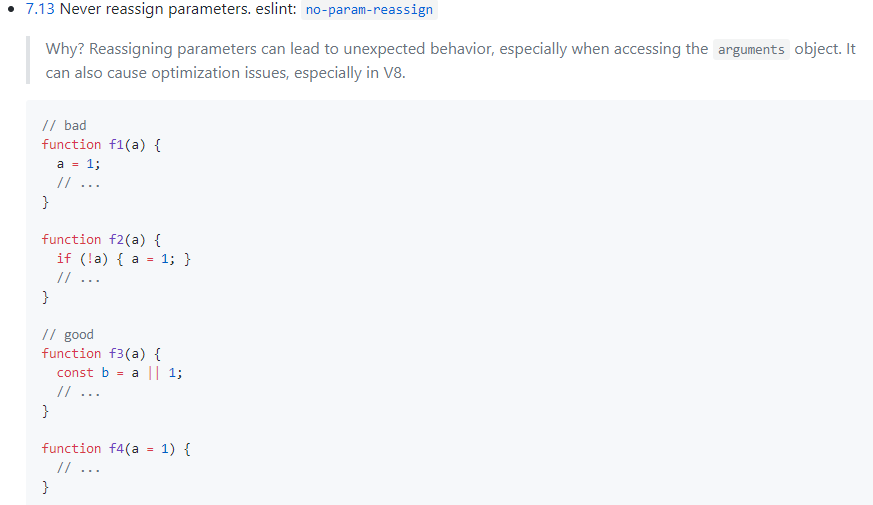 • 7.13 Never reassign parameters. eslint: no-param-reassign
Why? Reassigning parameters can lead to unexpected behavior, especially when accessing the arguments object. It
can also cause optimization issues, especially in V8.
// bad
function f1(a) {
  a = 1;
  // ...
}
function f2(a) {
  if (!a) { a = 1; }
  // ...
}
// good
function f3(a) {
  const b = a || 1;
  // ...
}
function f4(a = 1) {
  // ...
}